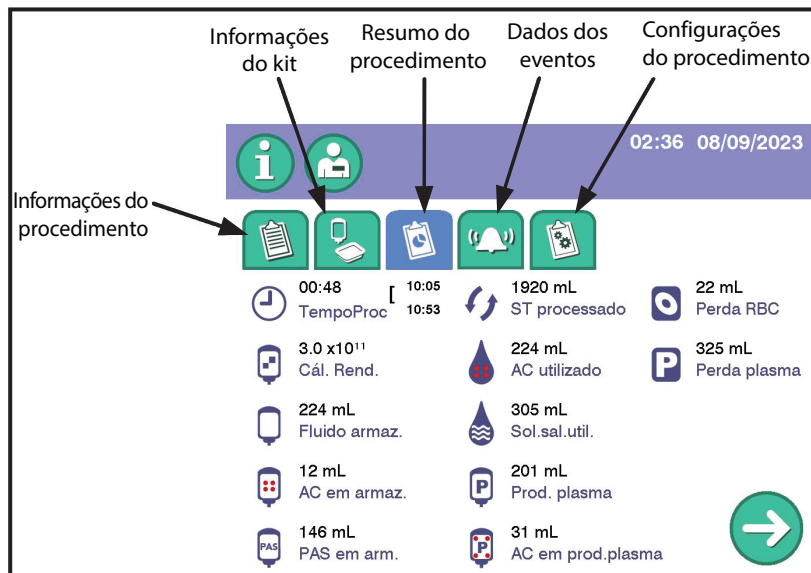 Informações
do kit
Resumo do
procedimento
Dados dos
eventos
Configurações
do procedimento
02:36 08/09/2023
Informações do
procedimento
00:48
TempoProc
[ 10:05
10:53
1920 mL
ST processado
22 mL
Perda RBC
3.0 x10¹¹
Cál. Rend.
224 mL
AC utilizado
P
325 mL
Perda plasma
224 mL
Fluido armaz.
305 mL
Sol.sal.util.
12 mL
AC em armaz.
P
201 mL
Prod. plasma
PAS
146 mL
PAS em arm.
P
31 mL
AC em prod.plasma